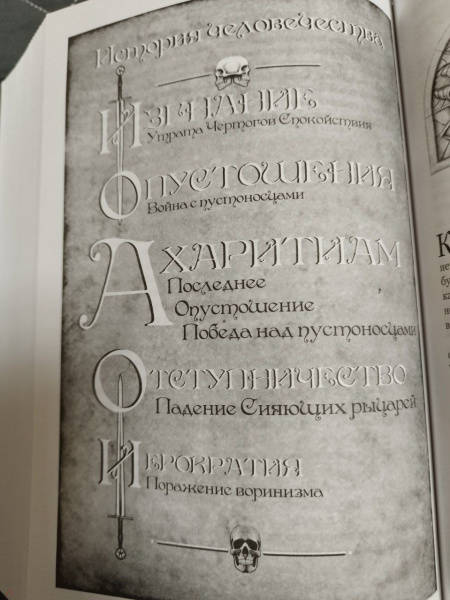 История человечества
Изгнание
Утрата Чертогов Спокойствия
Опустошения
Война с пустоносцами
Ахаритиам
Последнее
Опустошение
Победа над пустоносцами
Отступничество
Падение Сияющих рыцарей
Иерократия
Поражение воринизма